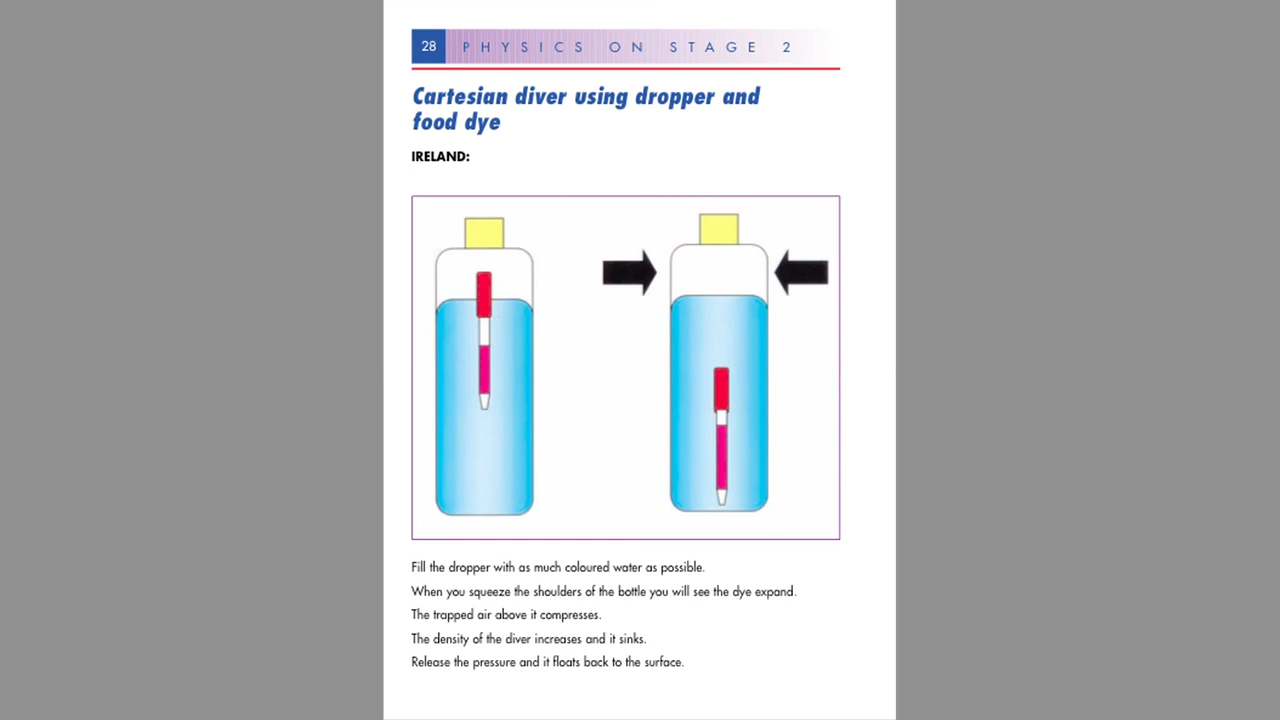 28 PHYSICS ON STAGE 2
Cartesian diver using dropper and
food dye
IRELAND:
Fill the dropper with as much coloured water as possible.
When you squeeze the shoulders of the bottle you will see the dye expand.
The trapped air above it compresses.
The density of the diver increases and it sinks.
Release the pressure and it floats back to the surface.